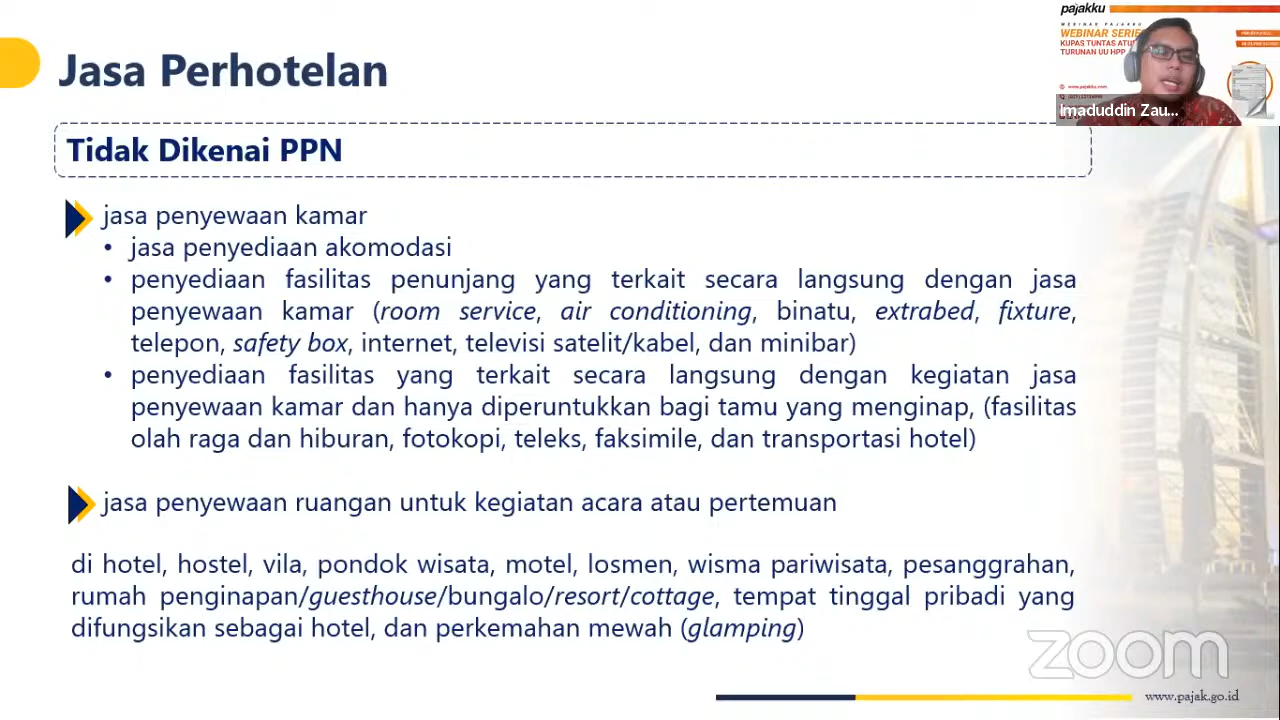 Jasa Perhotelan
Tidak Dikenai PPN
jasa penyewaan kamar
• jasa penyediaan akomodasi
• penyediaan fasilitas penunjang yang terkait secara langsung dengan jasa
penyewaan kamar (room service, air conditioning, binatu, extrabed, fixture,
telepon, safety box, internet, televisi satelit/kabel, dan minibar)
• penyediaan fasilitas yang terkait secara langsung dengan kegiatan jasa
penyewaan kamar dan hanya diperuntukkan bagi tamu yang menginap, (fasilitas
olah raga dan hiburan, fotokopi, teleks, faksimile, dan transportasi hotel)
jasa penyewaan ruangan untuk kegiatan acara atau pertemuan
di hotel, hostel, vila, pondok wisata, motel, losmen, wisma pariwisata, pesanggrahan,
rumah penginapan/guesthouse/bungalo/resort/cottage, tempat tinggal pribadi yang
difungsikan sebagai hotel, dan perkemahan mewah (glamping)
pajakku
WEBINAR PAJAKKU
WEBINAR SERIES
KUPAS TUNTAS
TURUNAN UU HPP
www.pajakku.com
Imaduddin Zau...
zoom
www.pajak.go.id